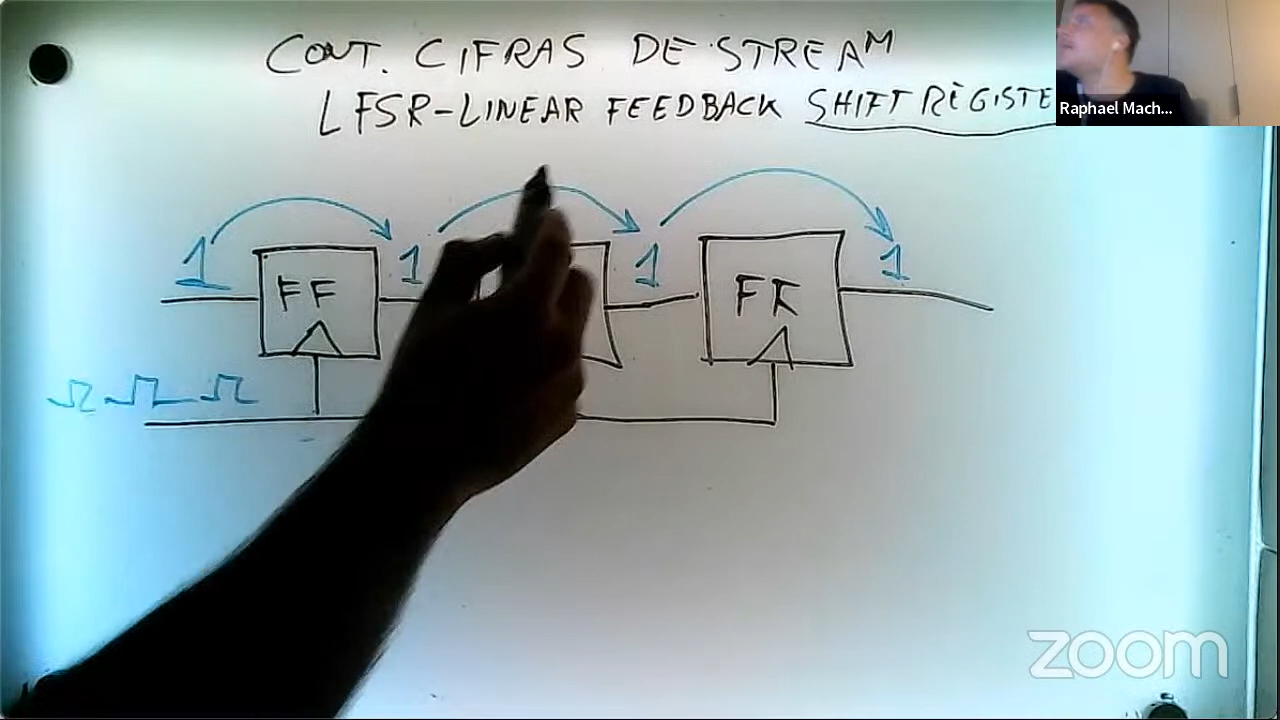 CONT. CIFRAS DE STREAM
LFSR-LINEAR FEEDBACK SHIFT REGISTE
Raphael Mach...
1 1 1 1
FF FF
zoom